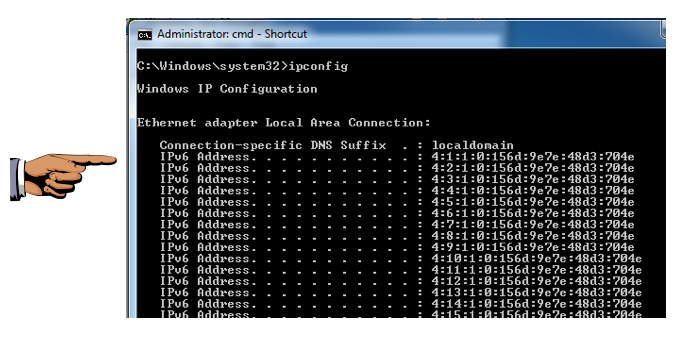 Administrator: cmd - Shortcut
C:\Windows\system32>ipconfig
Windows IP Configuration
Ethernet adapter Local Area Connection:
Connection-specific DNS Suffix . : localdomain
IPv6 Address. . . . . . . . . . . : 4:1:1:0:156d:9e7e:48d3:704e
IPv6 Address. . . . . . . . . . . : 4:2:1:0:156d:9e7e:48d3:704e
IPv6 Address. . . . . . . . . . . : 4:3:1:0:156d:9e7e:48d3:704e
IPv6 Address. . . . . . . . . . . : 4:4:1:0:156d:9e7e:48d3:704e
IPv6 Address. . . . . . . . . . . : 4:5:1:0:156d:9e7e:48d3:704e
IPv6 Address. . . . . . . . . . . : 4:6:1:0:156d:9e7e:48d3:704e
IPv6 Address. . . . . . . . . . . : 4:7:1:0:156d:9e7e:48d3:704e
IPv6 Address. . . . . . . . . . . : 4:8:1:0:156d:9e7e:48d3:704e
IPv6 Address. . . . . . . . . . . : 4:9:1:0:156d:9e7e:48d3:704e
IPv6 Address. . . . . . . . . . . : 4:10:1:0:156d:9e7e:48d3:704e
IPv6 Address. . . . . . . . . . . : 4:11:1:0:156d:9e7e:48d3:704e
IPv6 Address. . . . . . . . . . . : 4:12:1:0:156d:9e7e:48d3:704e
IPv6 Address. . . . . . . . . . . : 4:13:1:0:156d:9e7e:48d3:704e
IPv6 Address. . . . . . . . . . . : 4:14:1:0:156d:9e7e:48d3:704e
IPv6 Address. . . . . . . . . . . : 4:15:1:0:156d:9e7e:48d3:704e